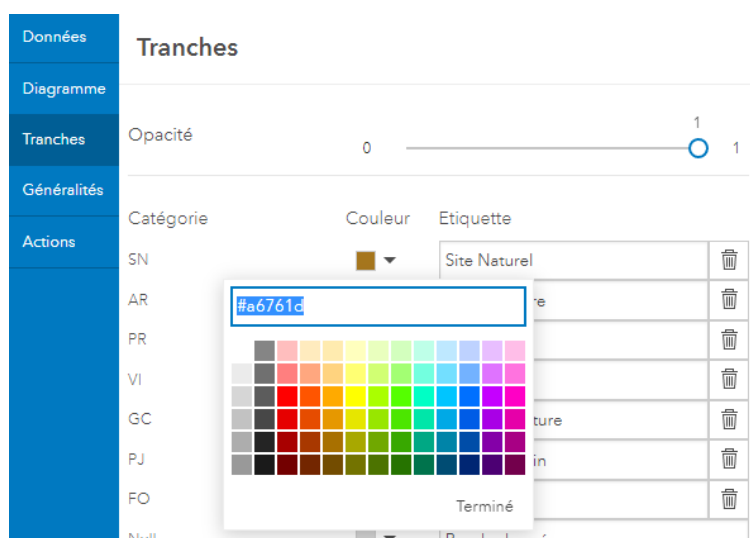 Données
Diagramme
Tranches
Généralités
Actions
Tranches
Opacité
0
1
1
Catégorie Couleur Etiquette
SN Site Naturel
AR re
#a6761d
PR
VI
GC ture
PJ in
FO
Terminé
Null